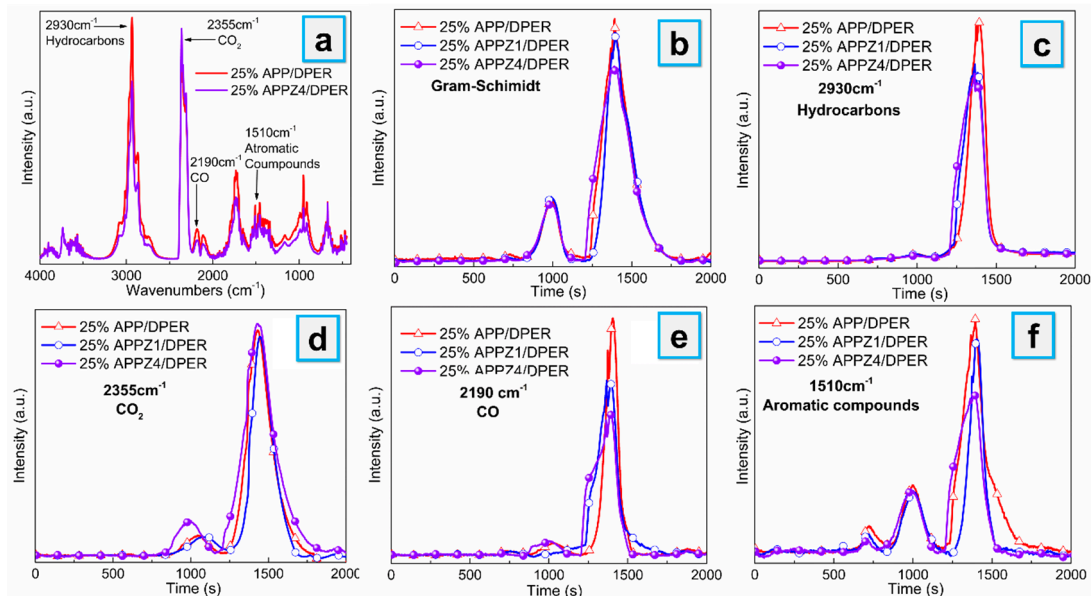 2930cm-1
Hydrocarbons
2355cm-1
CO2
a
25% APP/DPER
25% APPZ4/DPER
1510cm-1
Atromatic
Coumpounds
2190cm-1
CO
Intensity (a.u.)
4000 3000 2000 1000
Wavenumbers (cm-1)
25% APP/DPER
25% APPZ1/DPER
25% APPZ4/DPER
Gram-Schimidt
b
Intensity (a.u.)
0 500 1000 1500 2000
Time (s)
25% APP/DPER
25% APPZ1/DPER
25% APPZ4/DPER
2930cm-1
Hydrocarbons
c
Intensity (a.u.)
0 500 1000 1500 2000
Time (s)
25% APP/DPER
25% APPZ1/DPER
25% APPZ4/DPER
2355cm-1
CO2
d
Intensity (a.u.)
0 500 1000 1500 2000
Time (s)
25% APP/DPER
25% APPZ1/DPER
25% APPZ4/DPER
2190 cm-1
CO
e
Intensity (a.u.)
0 500 1000 1500 2000
Time (s)
25% APP/DPER
25% APPZ1/DPER
25% APPZ4/DPER
1510cm-1
Aromatic compounds
f
Intensity (a.u.)
0 500 1000 1500 2000
Time (s)